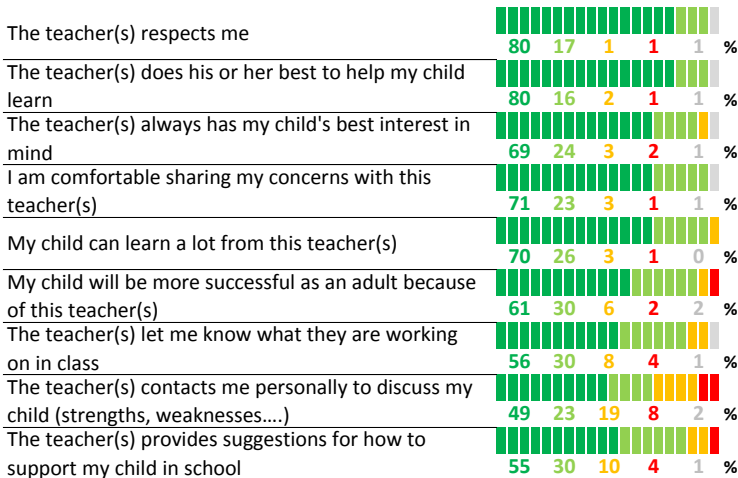 The teacher(s) respects me
80 17 1 1 1 %
The teacher(s) does his or her best to help my child
learn
80 16 2 1 1 %
The teacher(s) always has my child's best interest in
mind
69 24 3 2 1 %
I am comfortable sharing my concerns with this
teacher(s)
71 23 3 1 1 %
My child can learn a lot from this teacher(s)
70 26 3 1 0 %
My child will be more successful as an adult because
of this teacher(s)
61 30 6 2 2 %
The teacher(s) let me know what they are working
on in class
56 30 8 4 1 %
The teacher(s) contacts me personally to discuss my
child (strengths, weaknesses....)
49 23 19 8 2 %
The teacher(s) provides suggestions for how to
support my child in school
55 30 10 4 1 %